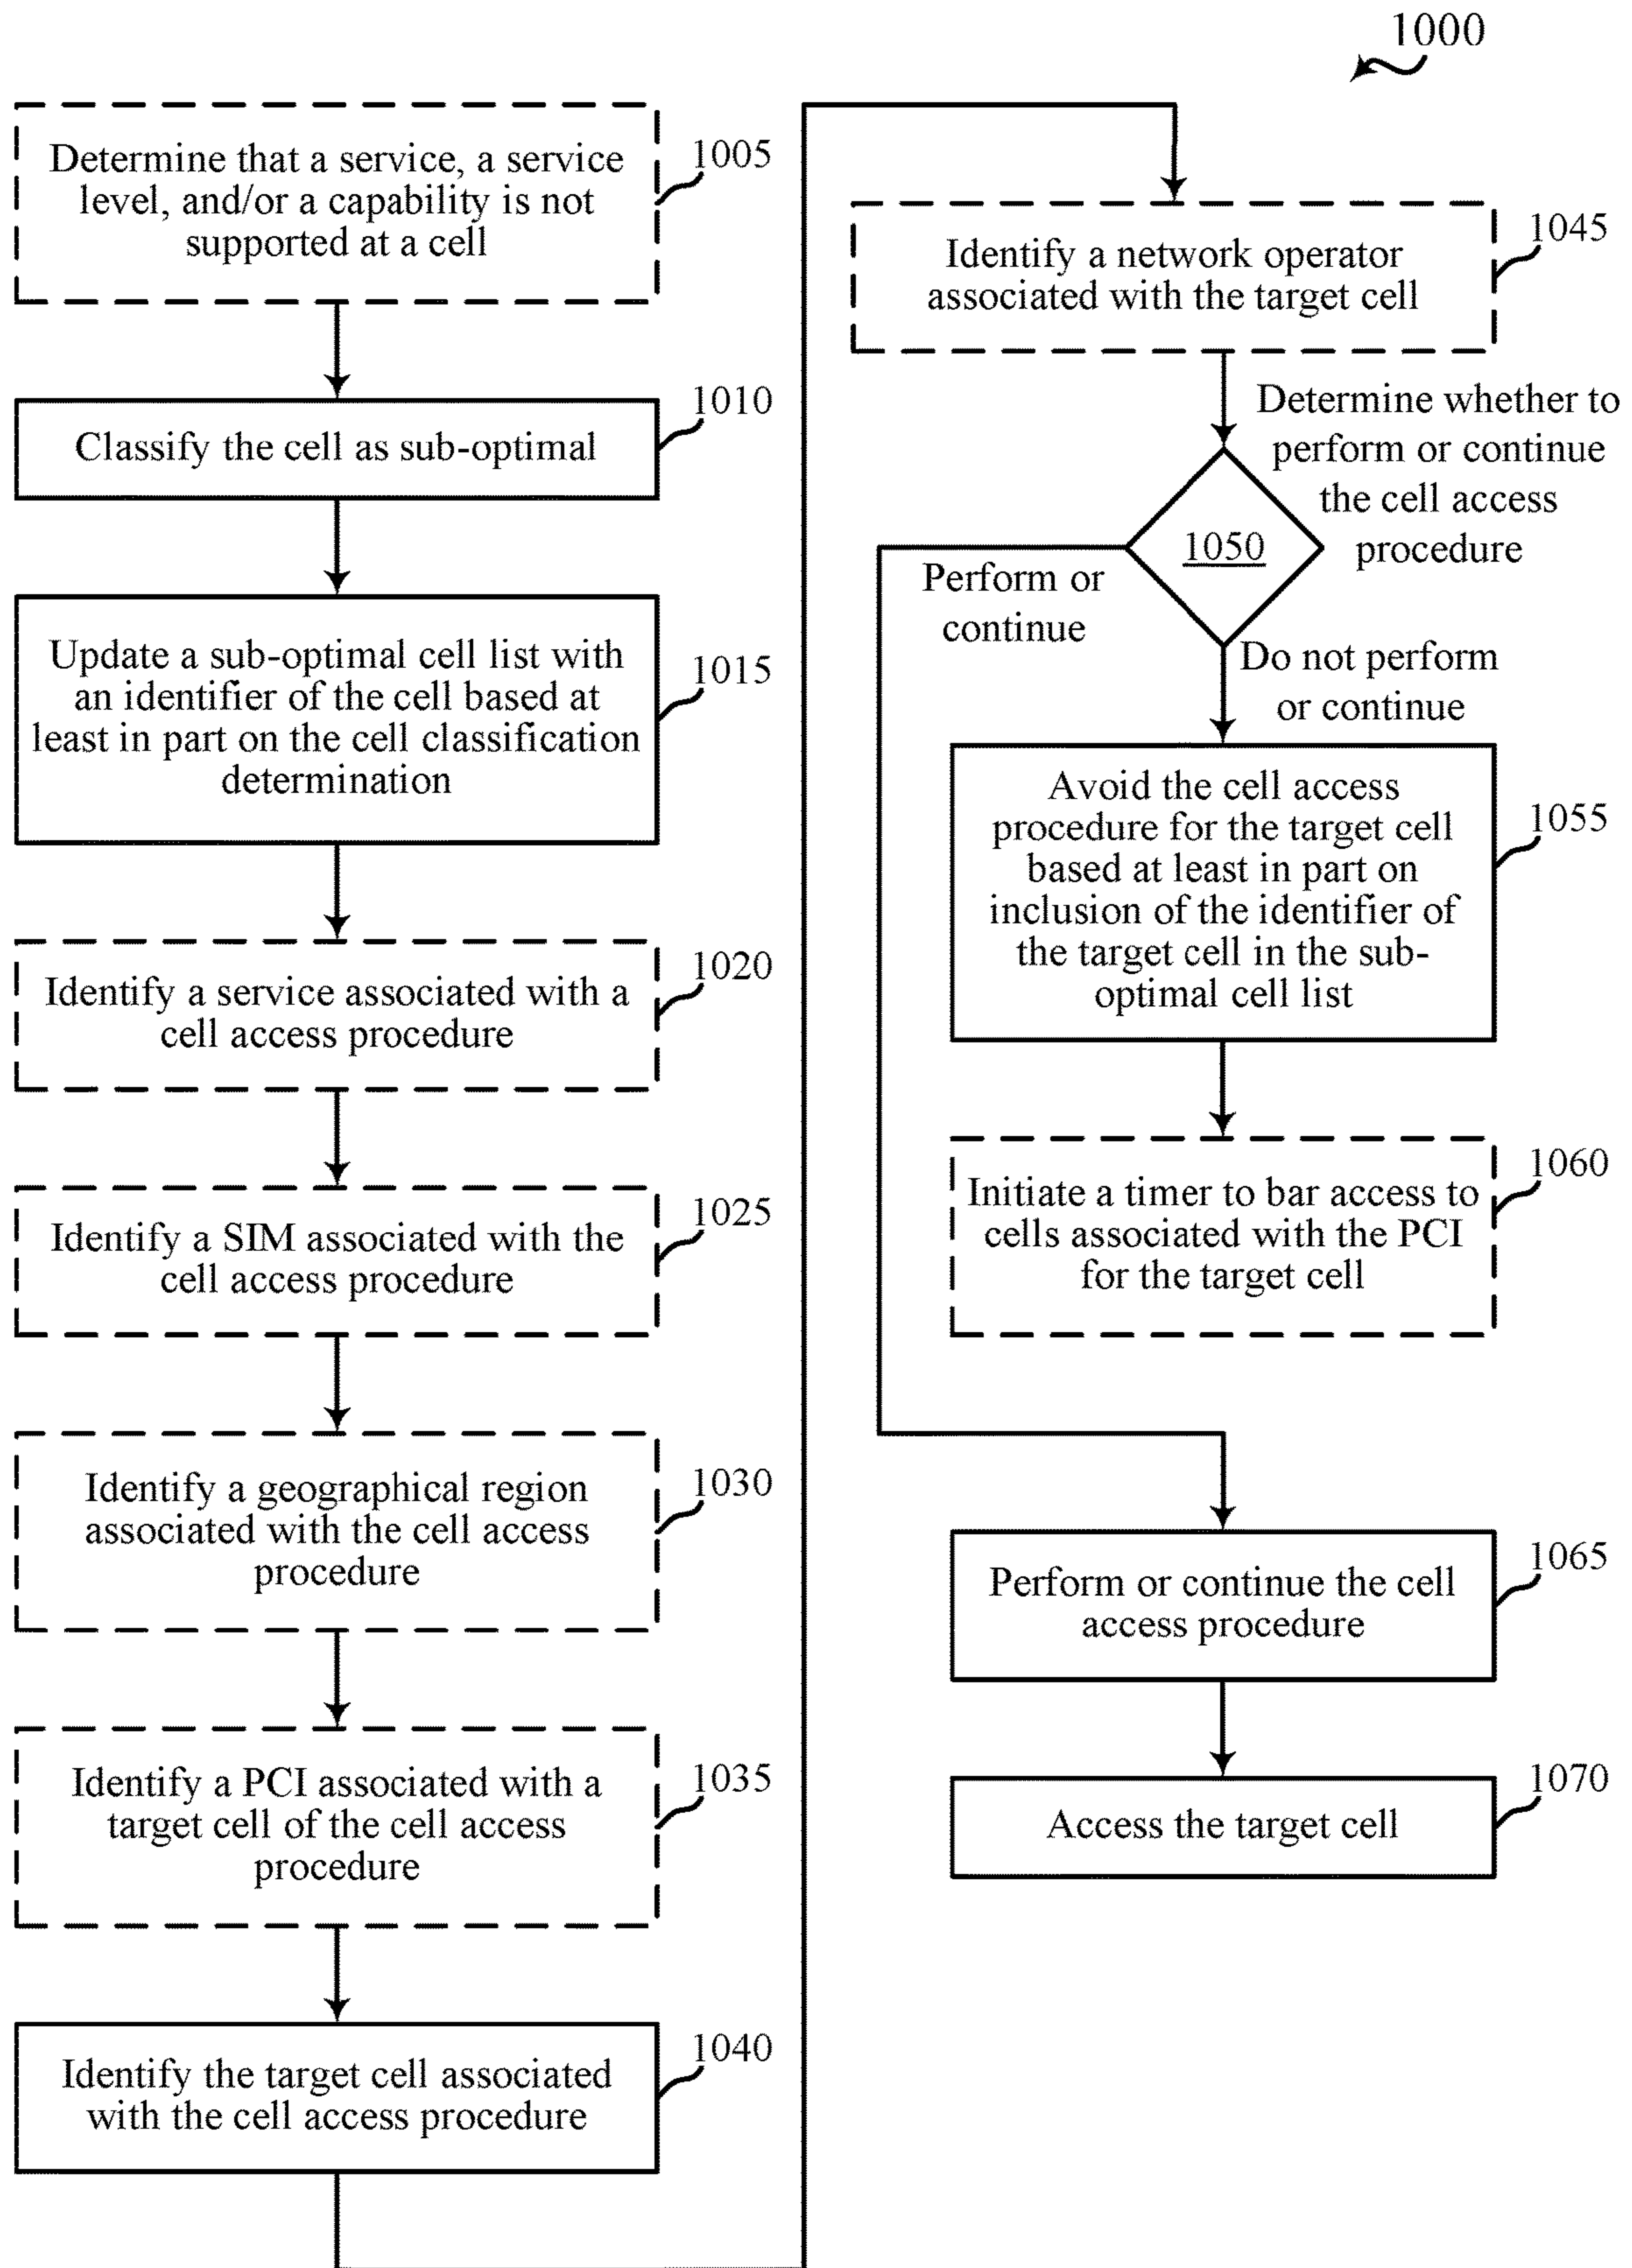 1000
Determine that a service, a service
level, and/or a capability is not
supported at a cell
1005
Classify the cell as sub-optimal
1010
Update a sub-optimal cell list with
an identifier of the cell based at
least in part on the cell classification
determination
1015
Identify a service associated with a
cell access procedure
1020
Identify a SIM associated with the
cell access procedure
1025
Identify a geographical region
associated with the cell access
procedure
1030
Identify a PCI associated with a
target cell of the cell access
procedure
1035
Identify the target cell associated
with the cell access procedure
1040
Identify a network operator
associated with the target cell
1045
Determine whether to
perform or continue
the cell access
procedure
1050
Perform or
continue
Do not perform
or continue
Avoid the cell access
procedure for the target cell
based at least in part on
inclusion of the identifier of
the target cell in the sub-
optimal cell list
1055
Initiate a timer to bar access to
cells associated with the PCI
for the target cell
1060
Perform or continue the cell
access procedure
1065
Access the target cell
1070